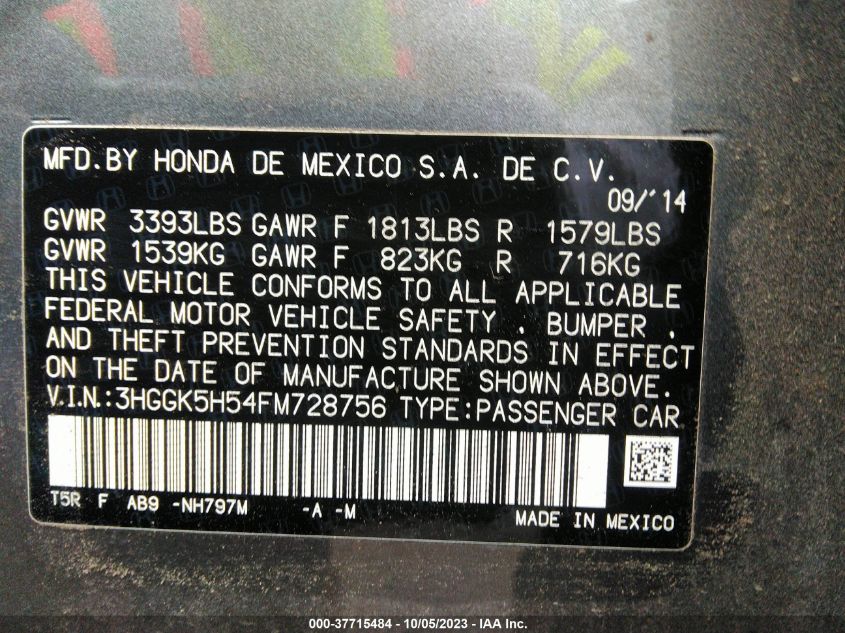 MFD.BY HONDA DE MEXICO S.A. DE C.V.
09/'14
GVWR 3393LBS GAWR F 1813LBS R 1579LBS
GVWR 1539KG GAWR F 823KG R 716KG
THIS VEHICLE CONFORMS TO ALL APPLICABLE
FEDERAL MOTOR VEHICLE SAFETY , BUMPER ,
AND THEFT PREVENTION STANDARDS IN EFFECT
ON THE DATE OF MANUFACTURE SHOWN ABOVE.
V.I.N.:3HGGK5H54FM728756 TYPE:PASSENGER CAR
T5R F AB9 -NH797M -A -M
MADE IN MEXICO
000-37715484 - 10/05/2023 - IAA Inc.